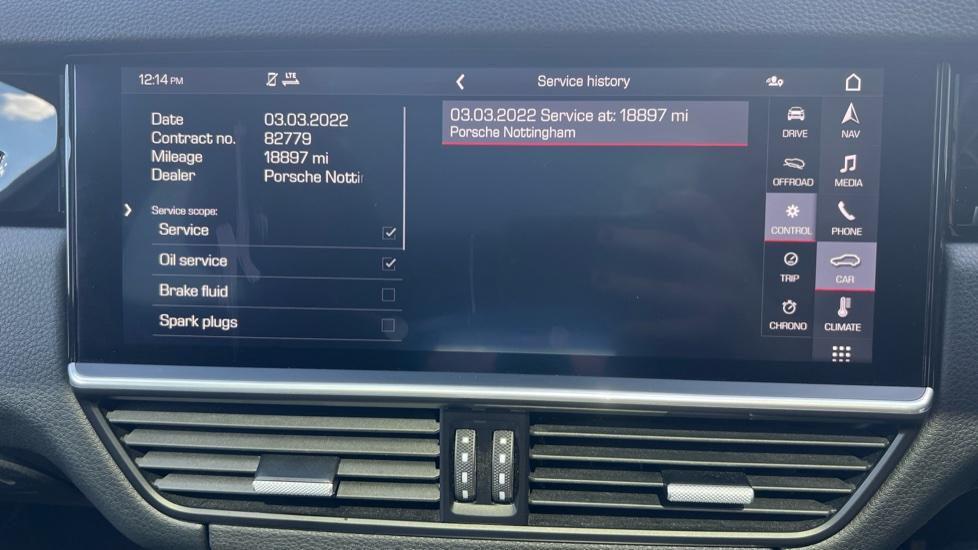 12:14 PM
LTE
Service history
Date 03.03.2022
Contract no. 82779
Mileage 18897 mi
Dealer Porsche Notti
Service scope:
Service
Oil service
Brake fluid
Spark plugs
03.03.2022 Service at: 18897 mi
Porsche Nottingham
DRIVE
NAV
OFFROAD
MEDIA
CONTROL
PHONE
TRIP
CAR
CHRONO
CLIMATE